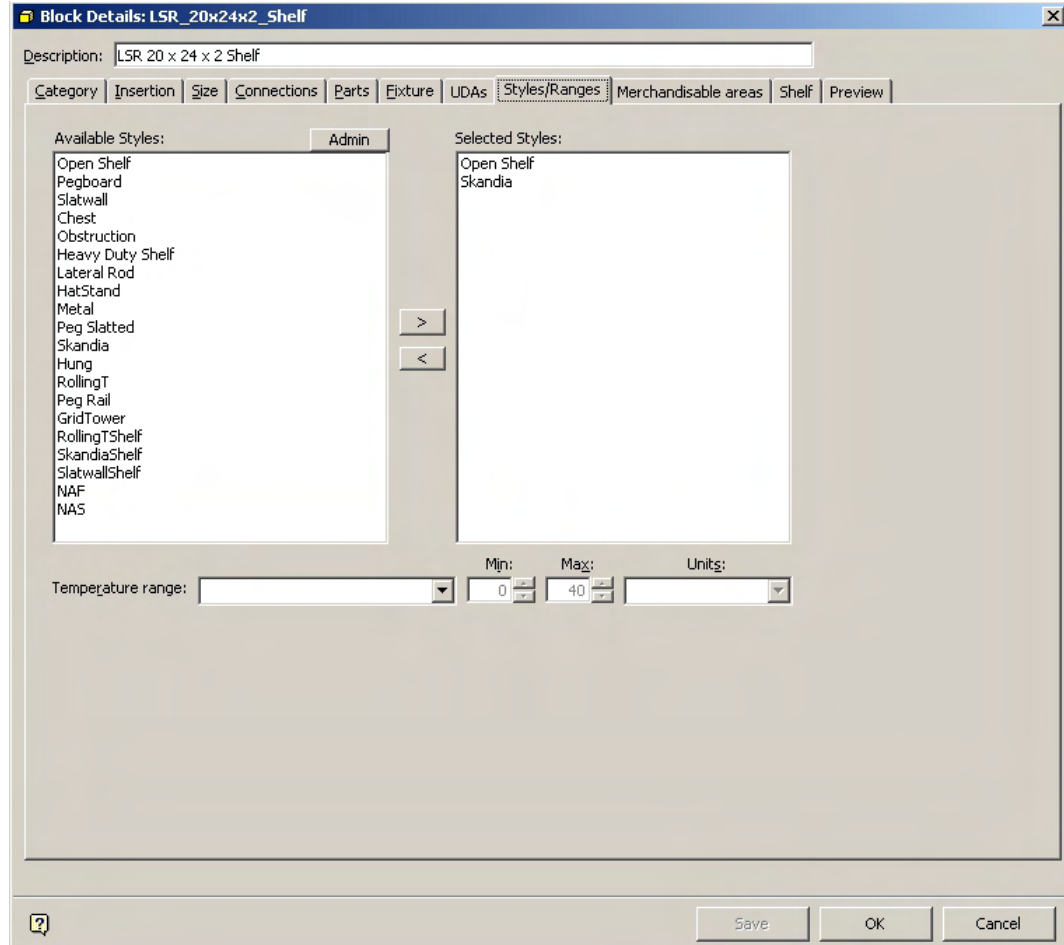 Block Details: LSR_20x24x2_Shelf
Description: LSR 20 x 24 x 2 Shelf
Category Insertion Size Connections Parts Fixture UDAs Styles/Ranges Merchandisable areas Shelf Preview
Available Styles: Admin Selected Styles:
Open Shelf
Pegboard
Slatwall
Chest
Obstruction
Heavy Duty Shelf
Lateral Rod
HatStand
Metal
Peg Slatted
Skandia
Hung
RollingT
Peg Rail
GridTower
RollingTShelf
SkandiaShelf
SlatwallShelf
NAF
NAS
>
<
Open Shelf
Skandia
Min: Max: Units:
Temperature range: 0 40
? Save OK Cancel